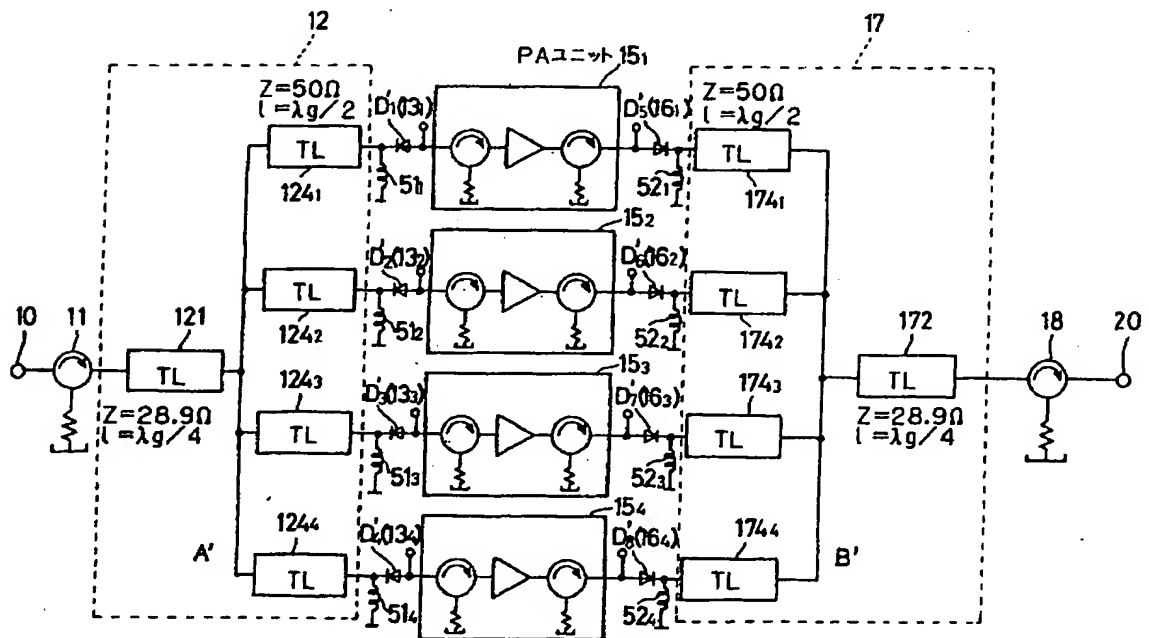 12
17
PAユニット 15₁
Z=50Ω
l=λg/2
D'₁(13₁)
D'₅(16₁)
Z=50Ω
l=λg/2
TL
TL
124₁
51₁
52₁
174₁
15₂
D'₂(13₂)
D'₆(16₂)
10
11
121
TL
TL
172
18
20
124₂
51₂
52₂
174₂
TL
TL
15₃
124₃
174₃
Z=28.9Ω
l=λg/4
D'₃(13₃)
D'₇(16₃)
Z=28.9Ω
l=λg/4
TL
TL
51₃
52₃
15₄
124₄
174₄
D'₄(13₄)
D'₈(16₄)
A'
B'
TL
TL
51₄
52₄